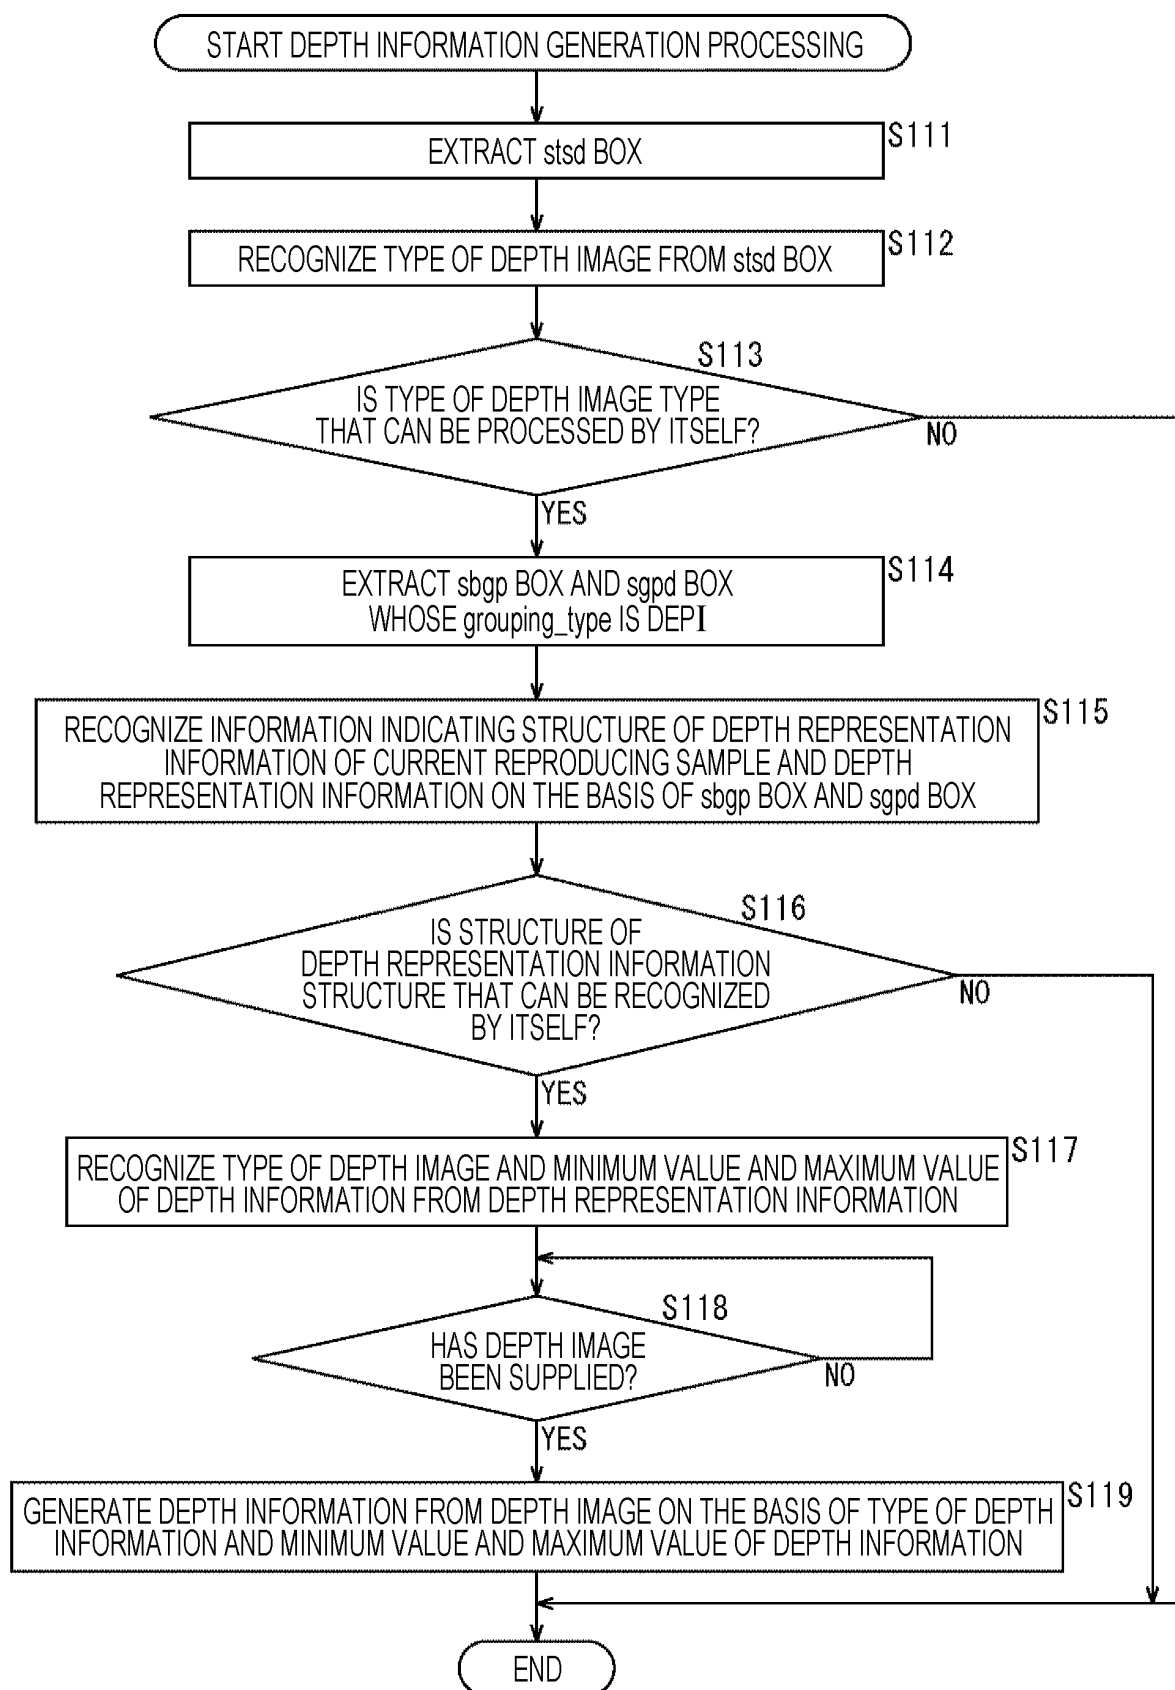 START DEPTH INFORMATION GENERATION PROCESSING
S111
EXTRACT stsd BOX
S112
RECOGNIZE TYPE OF DEPTH IMAGE FROM stsd BOX
S113
IS TYPE OF DEPTH IMAGE TYPE
THAT CAN BE PROCESSED BY ITSELF?
NO
YES
S114
EXTRACT sbgp BOX AND sgpd BOX
WHOSE grouping_type IS DEPI
S115
RECOGNIZE INFORMATION INDICATING STRUCTURE OF DEPTH REPRESENTATION
INFORMATION OF CURRENT REPRODUCING SAMPLE AND DEPTH
REPRESENTATION INFORMATION ON THE BASIS OF sbgp BOX AND sgpd BOX
S116
IS STRUCTURE OF
DEPTH REPRESENTATION INFORMATION
STRUCTURE THAT CAN BE RECOGNIZED
BY ITSELF?
NO
YES
S117
RECOGNIZE TYPE OF DEPTH IMAGE AND MINIMUM VALUE AND MAXIMUM VALUE
OF DEPTH INFORMATION FROM DEPTH REPRESENTATION INFORMATION
S118
HAS DEPTH IMAGE
BEEN SUPPLIED?
NO
YES
S119
GENERATE DEPTH INFORMATION FROM DEPTH IMAGE ON THE BASIS OF TYPE OF DEPTH
INFORMATION AND MINIMUM VALUE AND MAXIMUM VALUE OF DEPTH INFORMATION
END